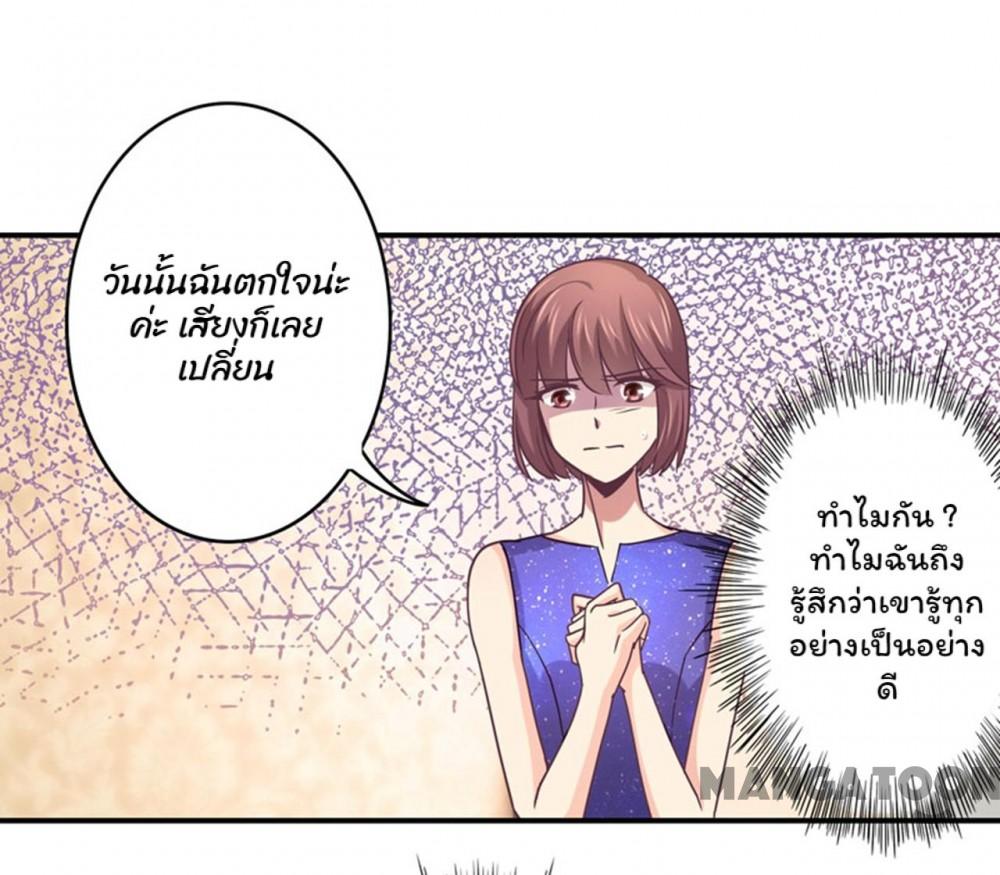 วันนั้นฉันตกใจน่ะ
ค่ะ เสียงก็เลย
เปลี่ยน
ทำไมกัน ?
ทำไมฉันถึง
รู้สึกว่าเขารู้ทุก
อย่างเป็นอย่าง
ดี
MANGATOON